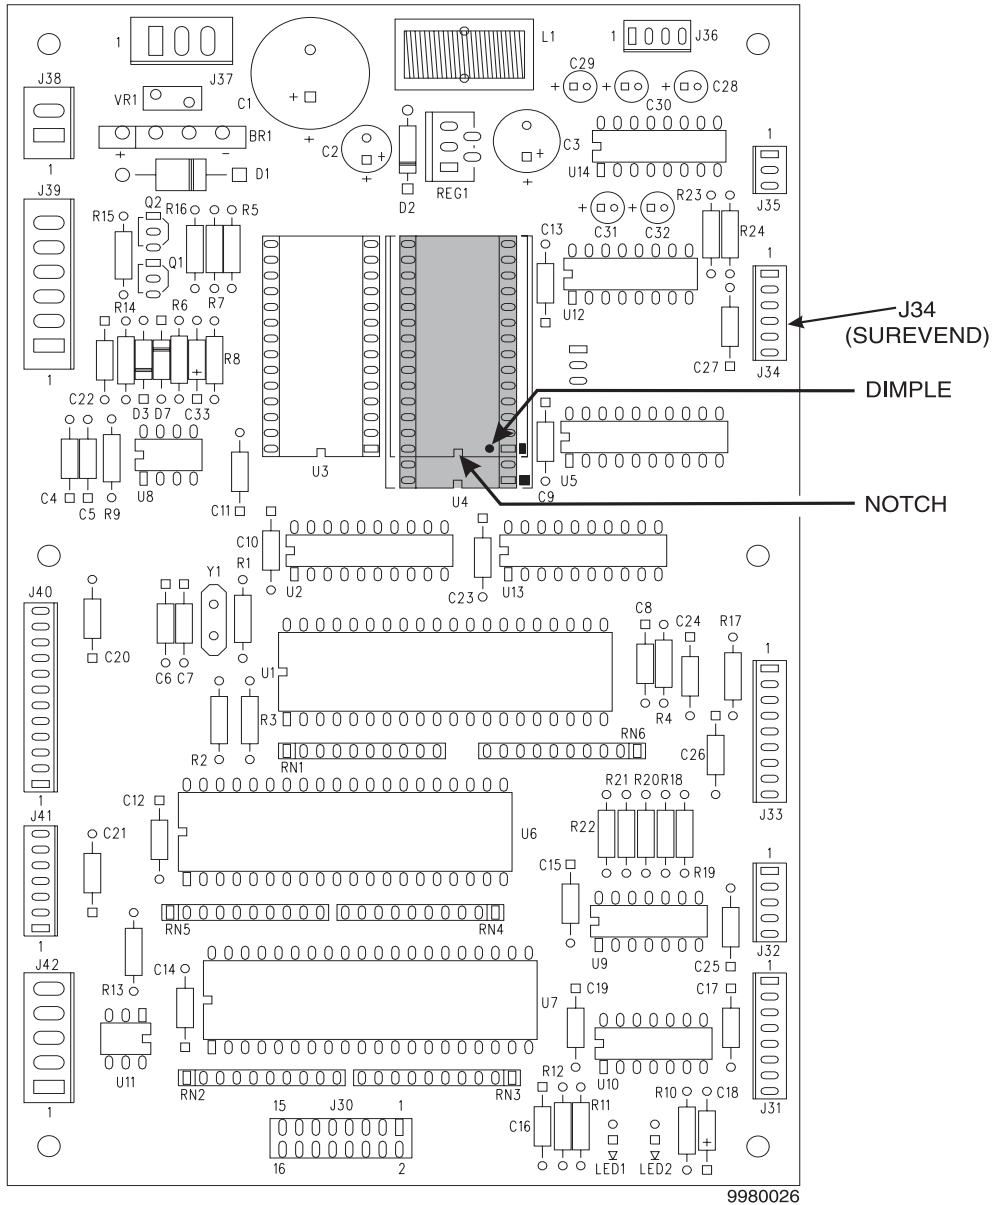 1
J37
L1
1
J36
J38
VR1
C1
+
C29
+
+
+
C28
C30
BR1
+
-
+
C2
+
+
C3
+
+
1
D1
D2
REG1
U14
1
J35
J39
Q2
R15
R16
R5
+
+
C31
C32
R23
R24
C13
Q1
1
R14
R6
R7
U12
J34
(SUREVEND)
R8
+
C27
J34
1
C22
D3
D7
C33
DIMPLE
U8
U3
U4
C9
U5
C4
C5
R9
C11
NOTCH
C10
J40
Y1
R1
U2
C23
U13
C8
C24
R17
C20
C6
C7
U1
1
R4
R3
R2
RN1
RN6
C26
1
C12
R21
R20
R18
J41
C21
U6
R22
J33
C15
R19
1
RN5
RN4
1
J42
U9
C25
J32
R13
C14
C19
C17
1
U7
U11
U10
RN2
RN3
R12
R11
R10
C18
J31
1
15
J30
1
C16
+
16
2
LED1
LED2
9980026